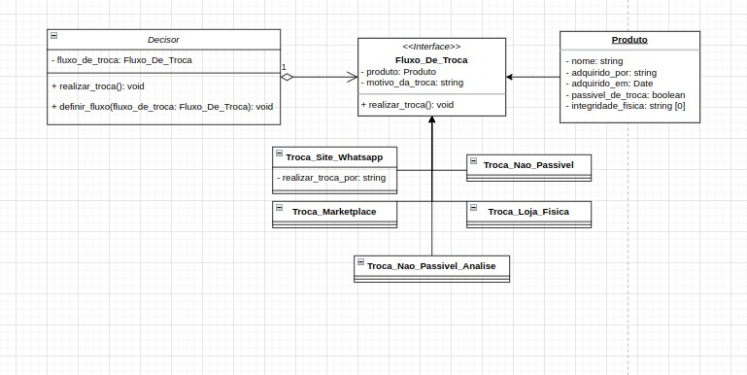 Decisor
- fluxo_de_troca: Fluxo_De_Troca
+ realizar_troca(): void
+ definir_fluxo(fluxo_de_troca: Fluxo_De_Troca): void
1
<<Interface>>
Fluxo_De_Troca
- produto: Produto
- motivo_da_troca: string
+ realizar_troca(): void
Produto
- nome: string
- adquirido_por: string
- adquirido_em: Date
- passivel_de_troca: boolean
- integridade_fisica: string [0]
Troca_Site_Whatsapp
- realizar_troca_por: string
Troca_Nao_Passivel
Troca_Marketplace
Troca_Loja_Fisica
Troca_Nao_Passivel_Analise